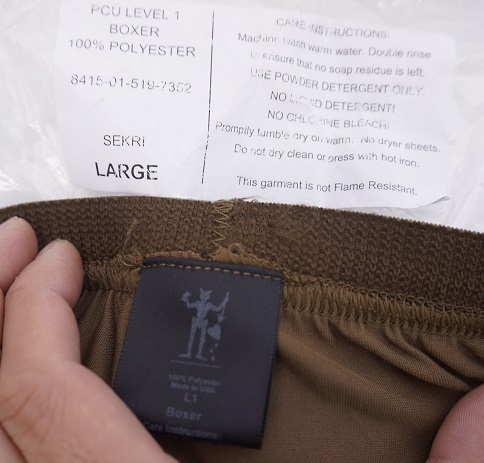 PCU LEVEL 1
BOXER
100% POLYESTER
8415-01-519-7352
SEKRI
LARGE
CARE INSTRUCTIONS:
Machine wash warm water. Double rinse
to ensure that no soap residue is left.
USE POWDER DETERGENT ONLY.
NO LIQUID DETERGENT!
NO CHLORINE BLEACH!
Promptly tumble dry on warm. No dryer sheets.
Do not dry clean or press with hot iron.
This garment is not Flame Resistant.
100% Polyester
Made in USA
L1
Boxer
Care Instructions: